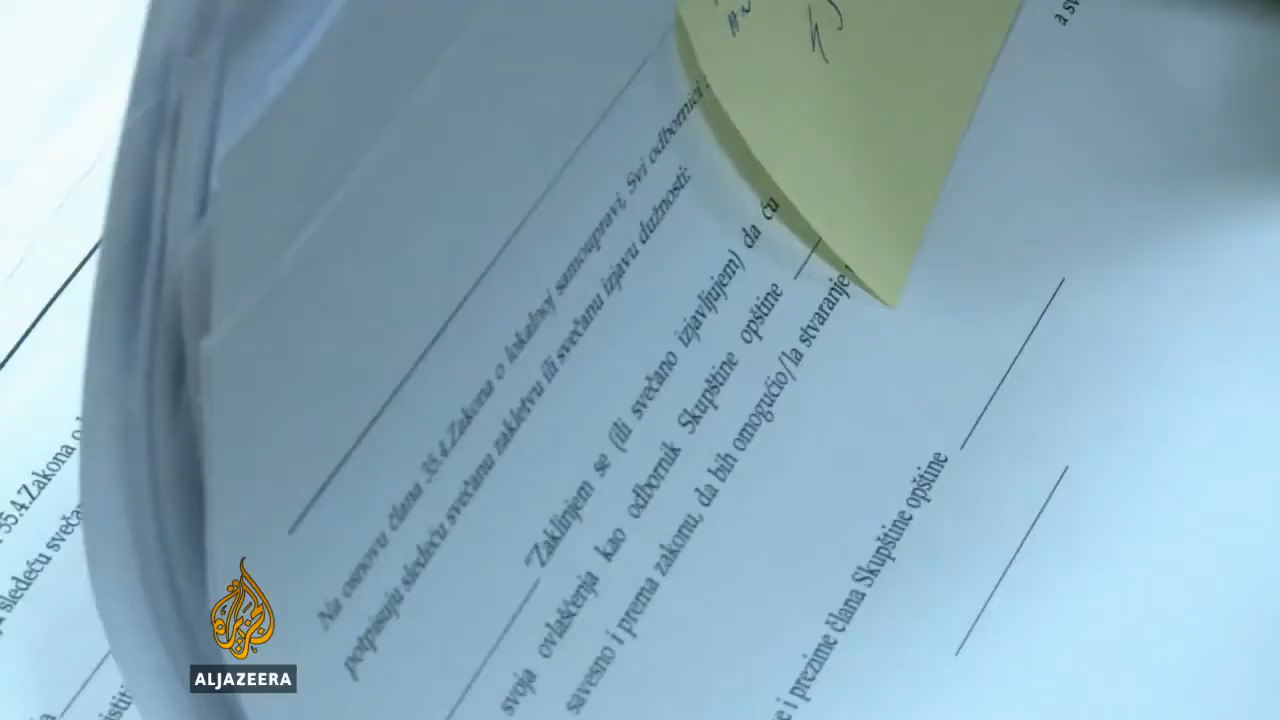 Na osnovu člana 35.4.Zakona o lokalnoj samoupravi, Svi odbornici
potpisuju sledeću svečanu zakletvu ili svečanu izjavu dužnosti:
"Zaklinjem se (ili svečano izjavljujem) da ću
svoja ovlašćenja kao odbornik Skupštine opštine
savesno i prema zakonu, da bih omogućio/la stvaranje
e i prezime člana Skupštine opštine
35.4.Zakona o
sledeću sveča
ALJAZEERA